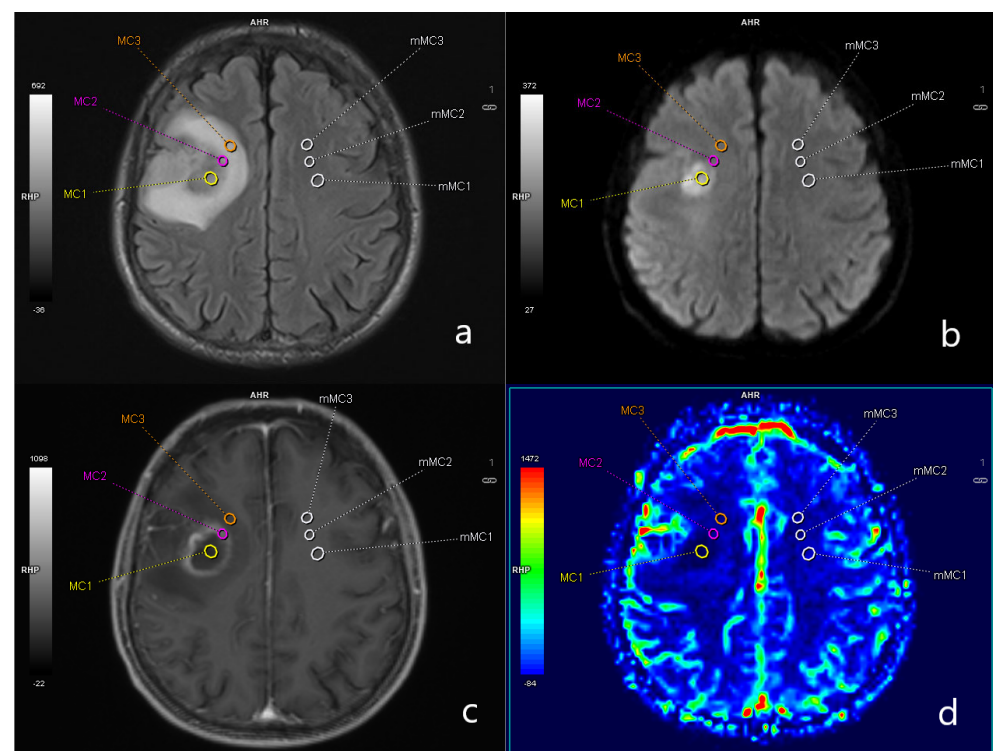 AHR
MC3
mMC3
692
MC2
1
mMC2
MC1
RHP
mMC1
-36
a
AHR
MC3
mMC3
372
MC2
1
mMC2
mMC1
RHP
MC1
27
b
AHR
mMC3
MC3
1098
mMC2
1
MC2
mMC1
RHP
MC1
-22
c
AHR
MC3
mMC3
1472
MC2
1
mMC2
RHP
MC1
mMC1
-84
d